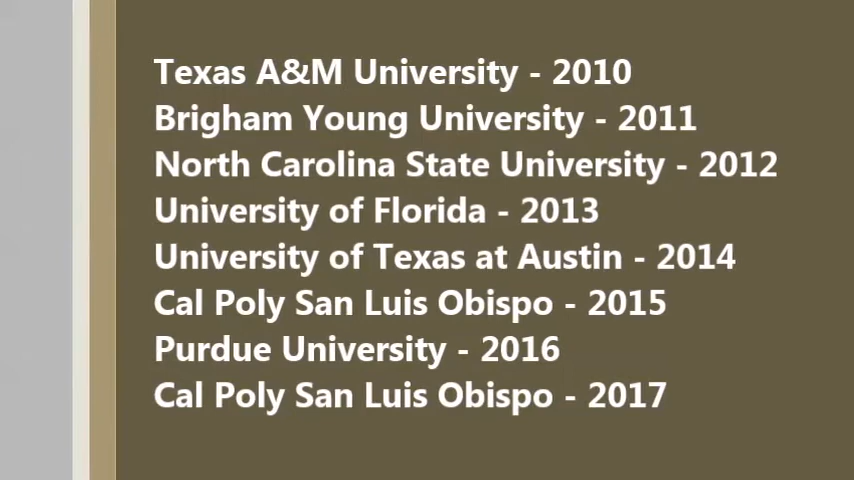 Texas A&M University - 2010
Brigham Young University - 2011
North Carolina State University - 2012
University of Florida - 2013
University of Texas at Austin - 2014
Cal Poly San Luis Obispo - 2015
Purdue University - 2016
Cal Poly San Luis Obispo - 2017